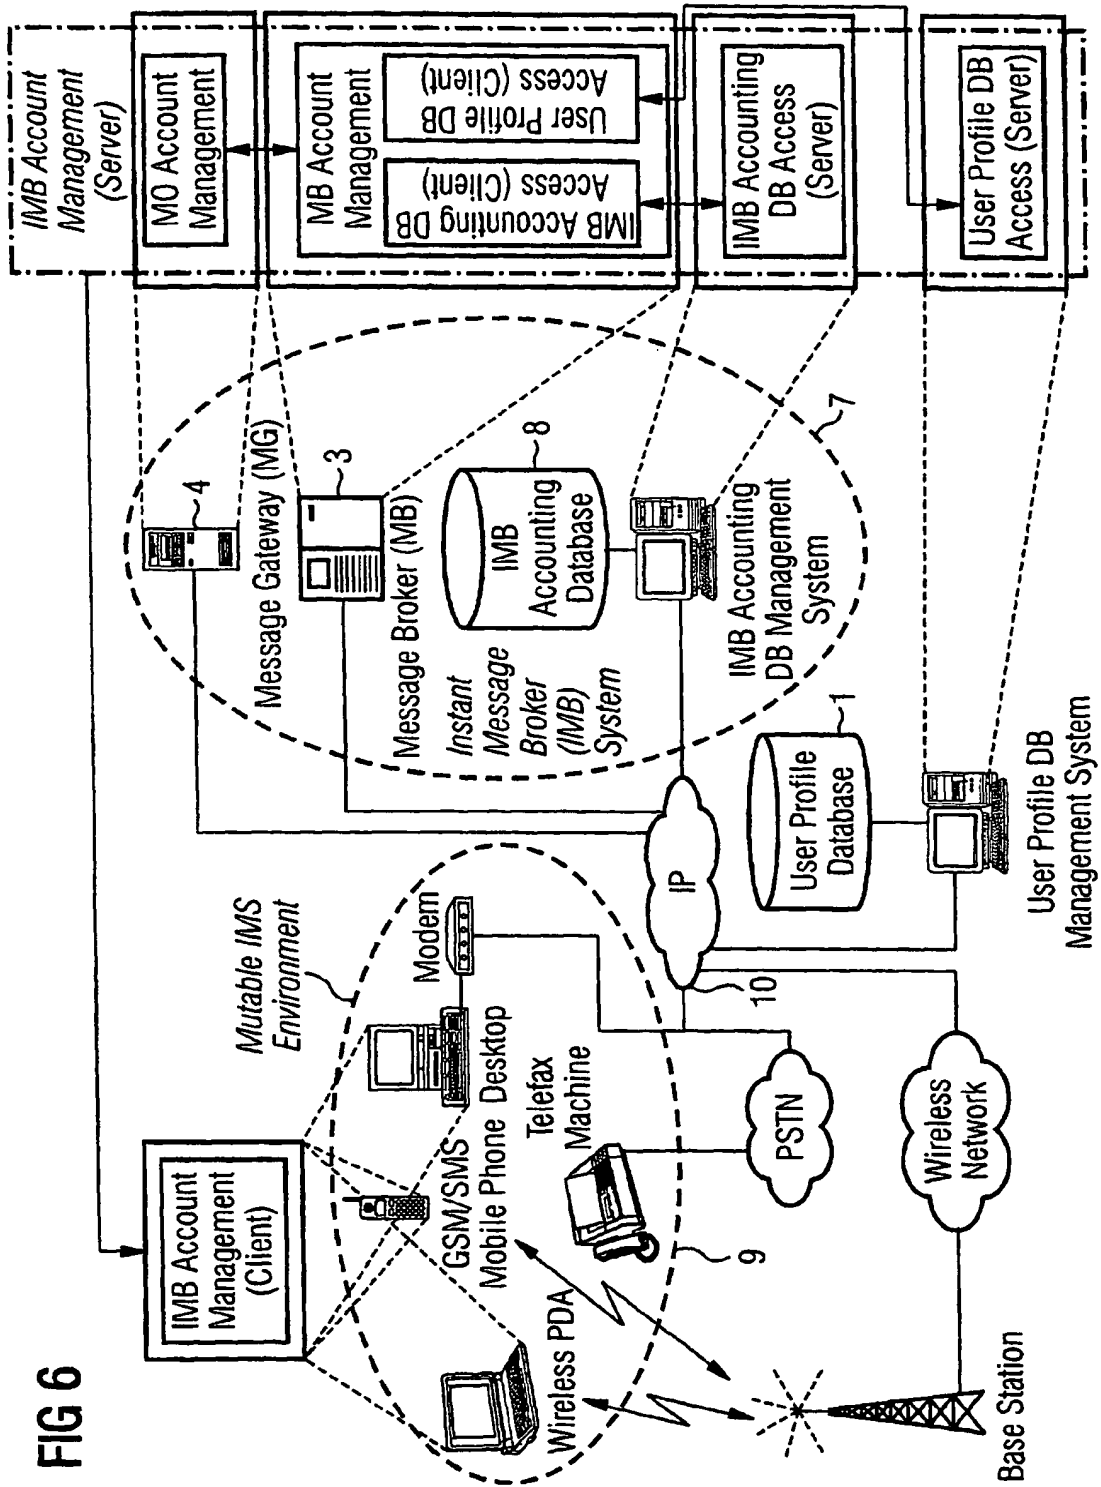 FIG 6
IMB Account
Management
(Client)
IMB Account
Management
(Server)
MO Account
Management
MB Account
Management
IMB Accounting DB
Access (Client)
User Profile DB
Access (Client)
IMB Accounting
DB Access
(Server)
User Profile DB
Access (Server)
Mutable IMS
Environment
Modem
Desktop
GSM/SMS
Mobile Phone
Telefax
Machine
Wireless PDA
9
Base Station
Wireless
Network
PSTN
10
IP
Message Gateway (MG)
4
Message Broker (MB)
3
Instant
Message
Broker
(IMB)
System
IMB
Accounting
Database
8
IMB Accounting
DB Management
System
7
User Profile
Database
1
User Profile DB
Management System